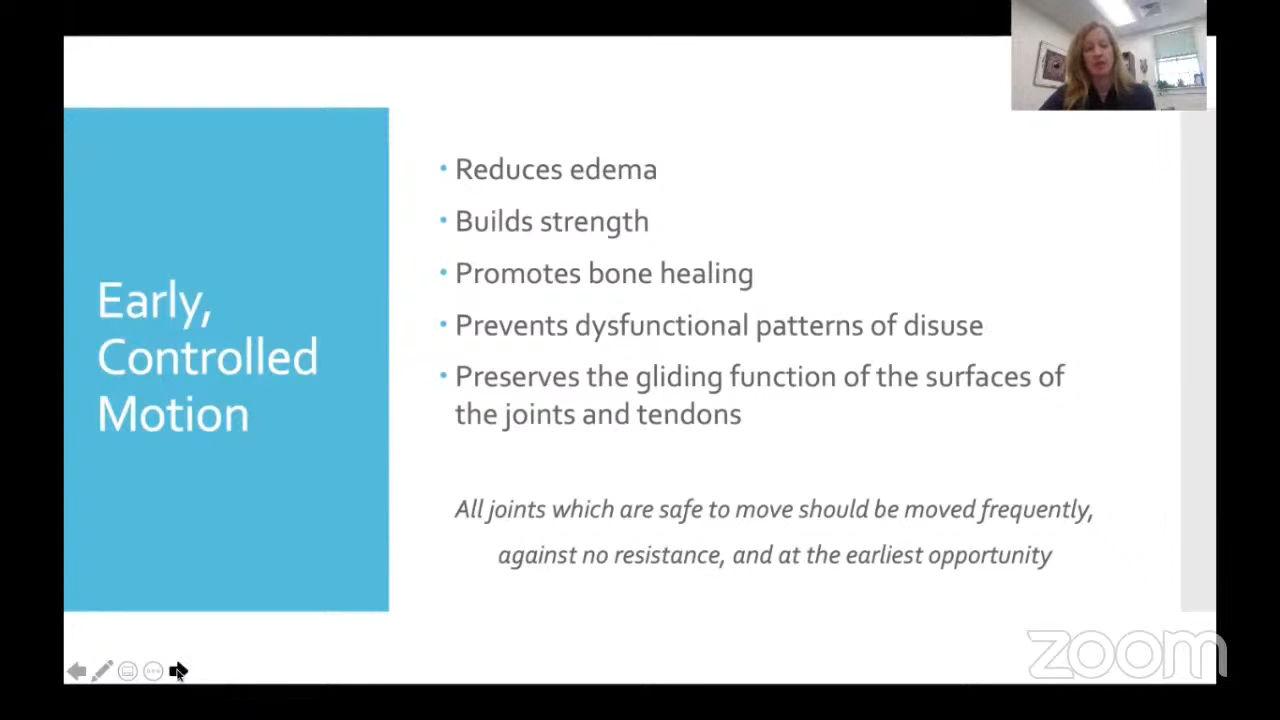 Early,
Controlled
Motion
• Reduces edema
• Builds strength
• Promotes bone healing
• Prevents dysfunctional patterns of disuse
• Preserves the gliding function of the surfaces of
the joints and tendons
All joints which are safe to move should be moved frequently,
against no resistance, and at the earliest opportunity
zoom